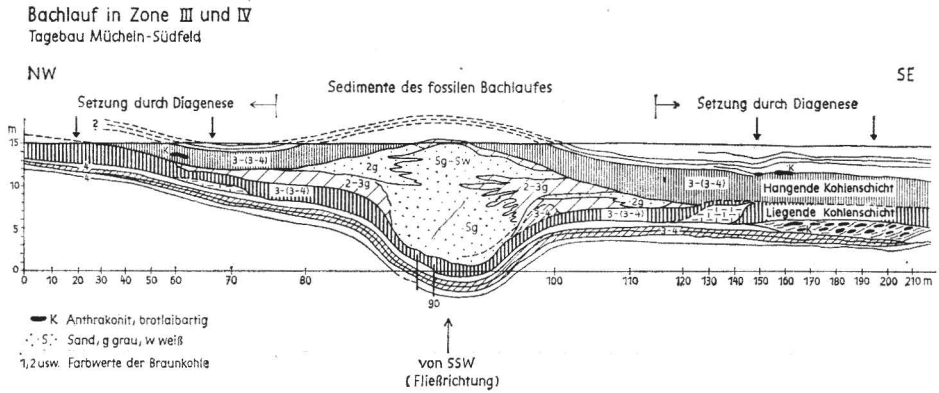 Bachlauf in Zone III und IV
Tagebau Mücheln-Südfeld
NW
SE
Sedimente des fossilen Bachlaufes
Setzung durch Diagenese
Setzung durch Diagenese
m
15
10
5
0
2
K
3-(3-4)
2g
Sg-Sw
2-3g
2-3g
3-(3-4)
Sg
3-4
2g
3-(3-4)
3-(3-4)
K
Hangende Kohlenschicht
Liegende Kohlenschicht
K
4
4
0 10 20 30 40 50 60 70 80 90 100 110 120 130 140 150 160 170 180 190 200 210 m
K Anthrakonit, brotlaibartig
S Sand, g grau, w weiß
1,2 usw. Farbwerte der Braunkohle
von SSW
(Fließrichtung)